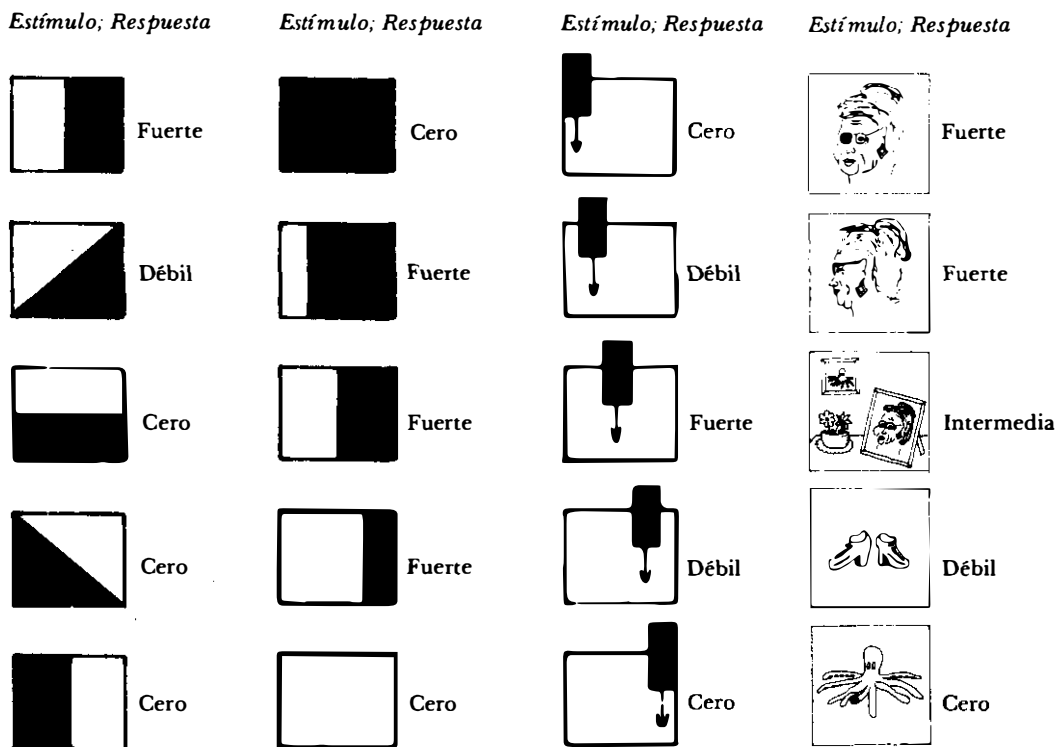 Estímulo; Respuesta
Fuerte
Débil
Cero
Cero
Cero
Estímulo; Respuesta
Cero
Fuerte
Fuerte
Fuerte
Cero
Estímulo; Respuesta
Cero
Débil
Fuerte
Débil
Cero
Estímulo; Respuesta
Fuerte
Fuerte
Intermedia
Débil
Cero